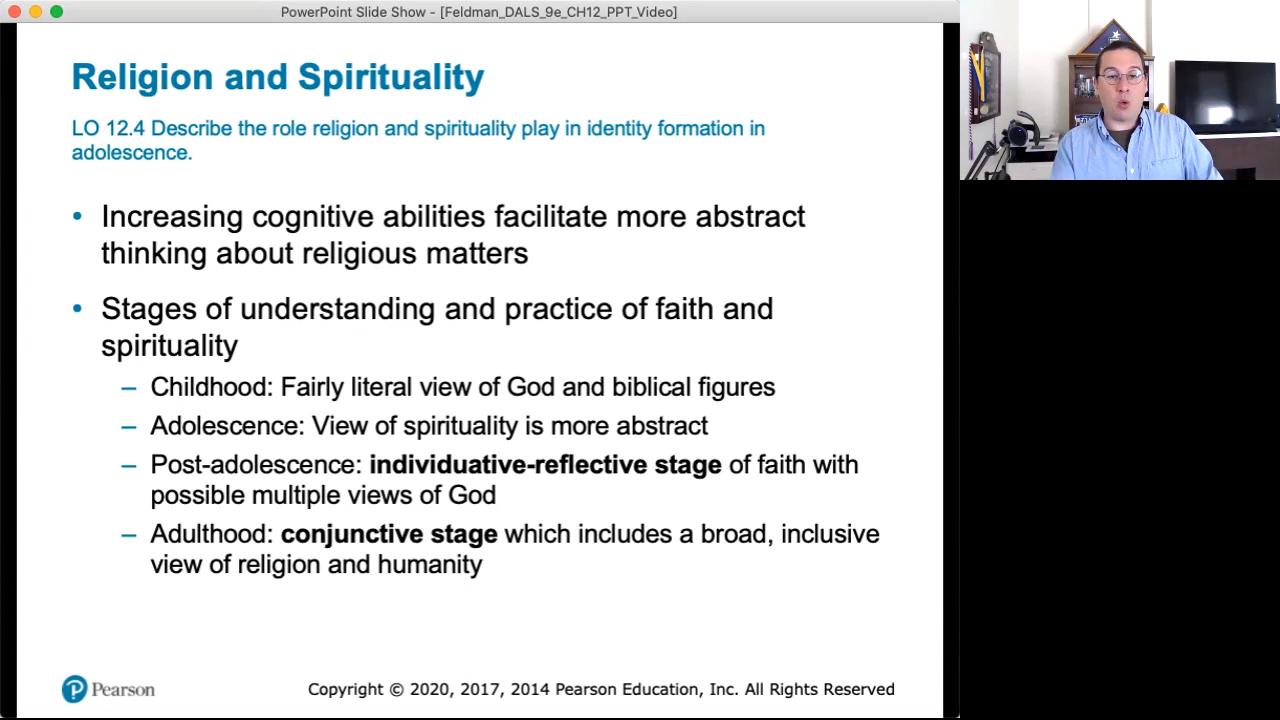 PowerPoint Slide Show - [Feldman_DALS_9e_CH12_PPT_Video]
Religion and Spirituality
LO 12.4 Describe the role religion and spirituality play in identity formation in
adolescence.
• Increasing cognitive abilities facilitate more abstract
thinking about religious matters
• Stages of understanding and practice of faith and
spirituality
– Childhood: Fairly literal view of God and biblical figures
– Adolescence: View of spirituality is more abstract
– Post-adolescence: individuative-reflective stage of faith with
possible multiple views of God
– Adulthood: conjunctive stage which includes a broad, inclusive
view of religion and humanity
P Pearson
Copyright © 2020, 2017, 2014 Pearson Education, Inc. All Rights Reserved